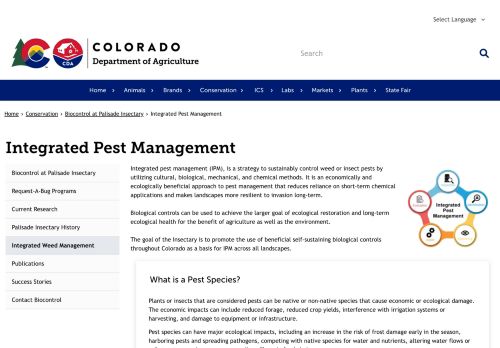 Select Language
COLORADO
Department of Agriculture
CDA
Search
Home
Animals
Brands
Conservation
ICS
Labs
Markets
Plants
State Fair
Home › Conservation › Biocontrol at Palisade Insectary › Integrated Pest Management
Integrated Pest Management
Biocontrol at Palisade Insectary
Request-A-Bug Programs
Current Research
Palisade Insectary History
Integrated Weed Management
Publications
Success Stories
Contact Biocontrol
Integrated pest management (IPM), is a strategy to sustainably control weed or insect pests by
utilizing cultural, biological, mechanical, and chemical methods. It is an economically and
ecologically beneficial approach to pest management that reduces reliance on short-term chemical
applications and makes landscapes more resilient to invasion long-term.
Biological controls can be used to achieve the larger goal of ecological restoration and long-term
ecological health for the benefit of agriculture as well as the environment.
The goal of the Insectary is to promote the use of beneficial self-sustaining biological controls
throughout Colorado as a basis for IPM across all landscapes.
Integrated
Pest
Management
What is a Pest Species?
Plants or insects that are considered pests can be native or non-native species that cause economic or ecological damage.
The economic impacts can include reduced forage, reduced crop yields, interference with irrigation systems or
harvesting, and damage to equipment or infrastructure.
Pest species can have major ecological impacts, including an increase in the risk of frost damage early in the season,
harboring pests and spreading pathogens, competing with native species for water and nutrients, altering water flows or